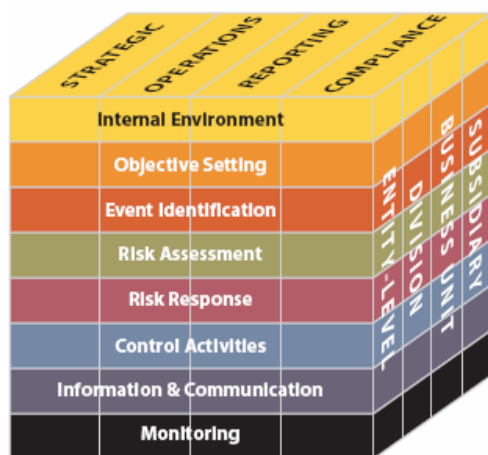 STRATEGIC
OPERATIONS
REPORTING
COMPLIANCE
Internal Environment
Objective Setting
Event Identification
Risk Assessment
Risk Response
Control Activities
Information & Communication
Monitoring
ENTITY-LEVEL
DIVISION
BUSINESS UNIT
SUBSIDIARY